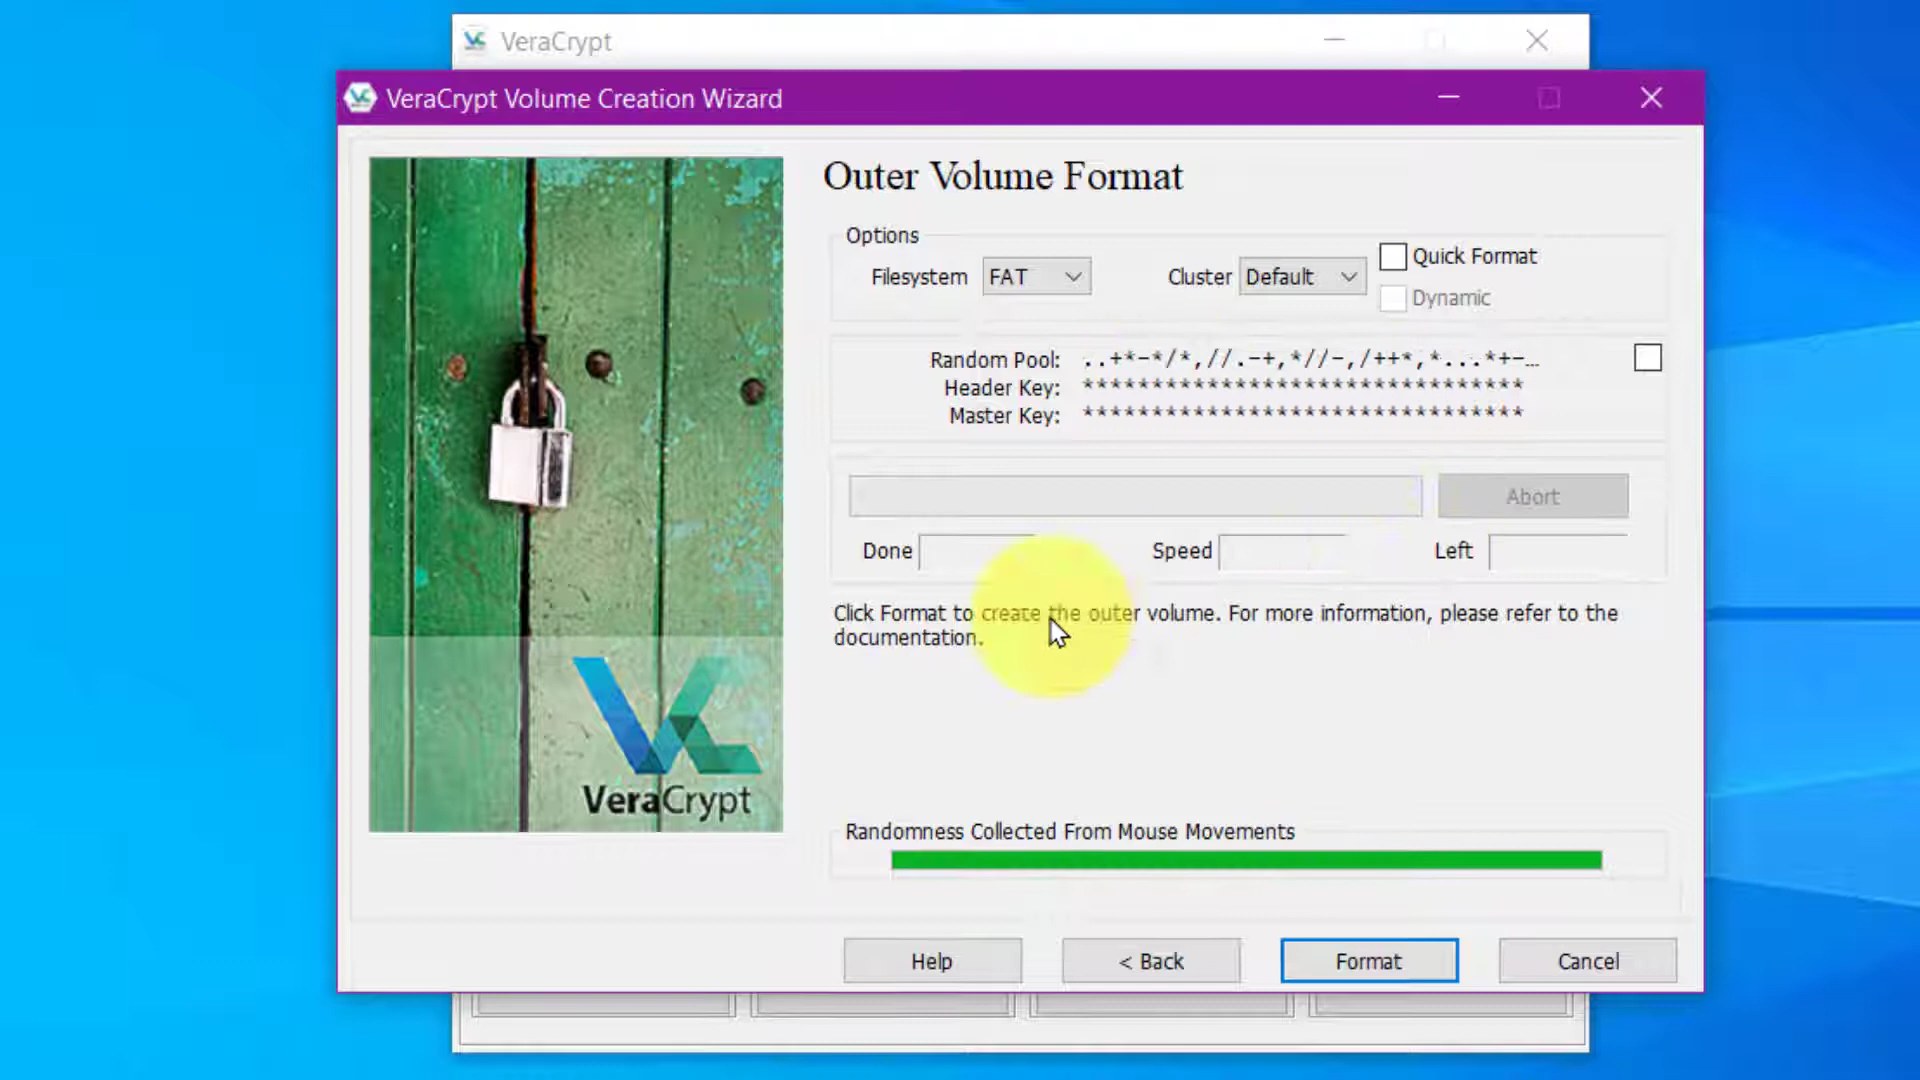 VeraCrypt
VeraCrypt Volume Creation Wizard
Outer Volume Format
Options
Filesystem FAT Cluster Default Quick Format
Dynamic
Random Pool: ..+*-*/*,//.-+,*//-,/++*,*...*+-...
Header Key: ********************************
Master Key: ********************************
Abort
Done Speed Left
Click Format to create the outer volume. For more information, please refer to the
documentation.
VeraCrypt
Randomness Collected From Mouse Movements
Help < Back Format Cancel